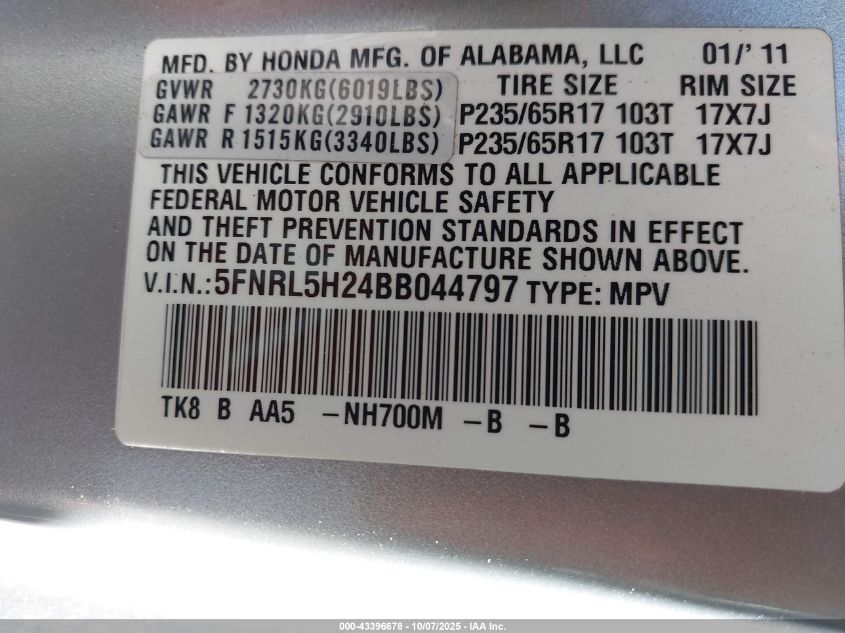 MFD. BY HONDA MFG. OF ALABAMA, LLC 01/'11
GVWR 2730KG(6019LBS) TIRE SIZE RIM SIZE
GAWR F 1320KG(2910LBS) P235/65R17 103T 17X7J
GAWR R 1515KG(3340LBS) P235/65R17 103T 17X7J
THIS VEHICLE CONFORMS TO ALL APPLICABLE
FEDERAL MOTOR VEHICLE SAFETY
AND THEFT PREVENTION STANDARDS IN EFFECT
ON THE DATE OF MANUFACTURE SHOWN ABOVE.
V.I.N.:5FNRL5H24BB044797 TYPE: MPV
TK8 B AA5 -NH700M -B -B
000-43396678 - 10/07/2025 - IAA Inc.